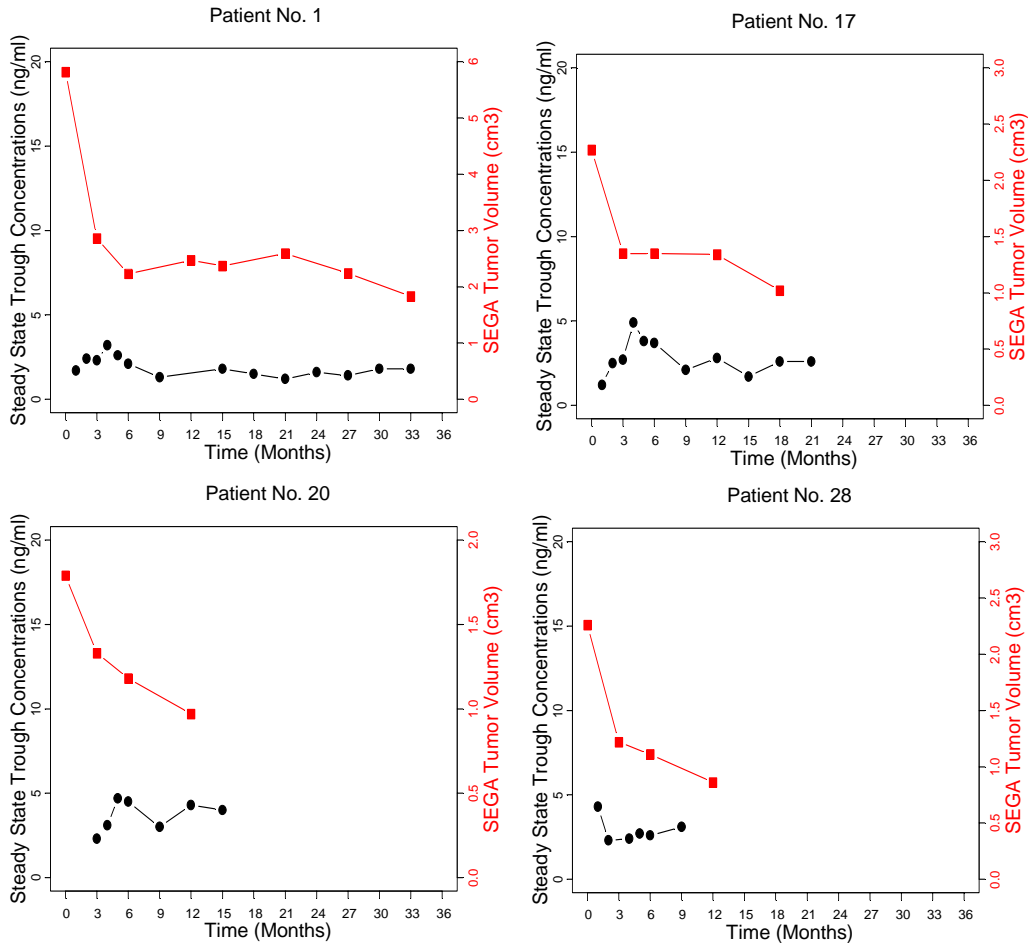 Patient No. 1
Steady State Trough Concentrations (ng/ml)
20
15
10
5
0
0 3 6 9 12 15 18 21 24 27 30 33 36
Time (Months)
6
5
4
3
2
1
0
SEGA Tumor Volume (cm3)
Patient No. 17
Steady State Trough Concentrations (ng/ml)
20
15
10
5
0
0 3 6 9 12 15 18 21 24 27 30 33 36
Time (Months)
3.0
2.5
2.0
1.5
1.0
0.5
0.0
SEGA Tumor Volume (cm3)
Patient No. 20
Steady State Trough Concentrations (ng/ml)
20
15
10
5
0
0 3 6 9 12 15 18 21 24 27 30 33 36
Time (Months)
2.0
1.5
1.0
0.5
0.0
SEGA Tumor Volume (cm3)
Patient No. 28
Steady State Trough Concentrations (ng/ml)
20
15
10
5
0
0 3 6 9 12 15 18 21 24 27 30 33 36
Time (Months)
3.0
2.5
2.0
1.5
1.0
0.5
0.0
SEGA Tumor Volume (cm3)